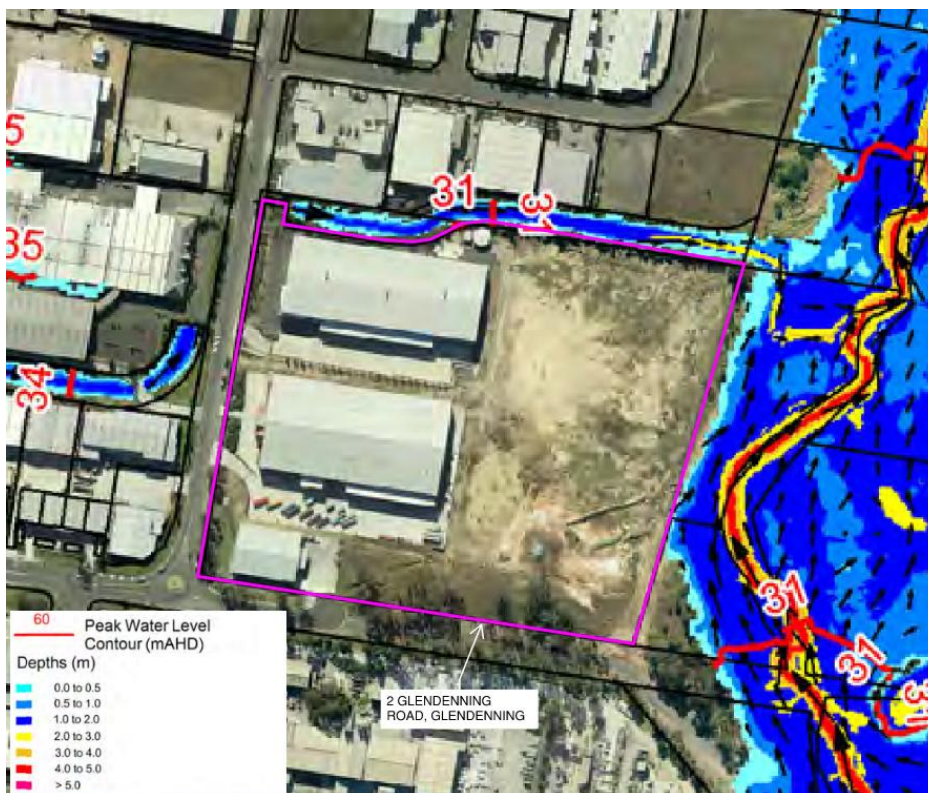 5
31
3
35
34
31
31
31
60
Peak Water Level
Contour (mAHD)
Depths (m)
0.0 to 0.5
0.5 to 1.0
1.0 to 2.0
2.0 to 3.0
3.0 to 4.0
4.0 to 5.0
> 5.0
2 GLENDENNING
ROAD, GLENDENNING